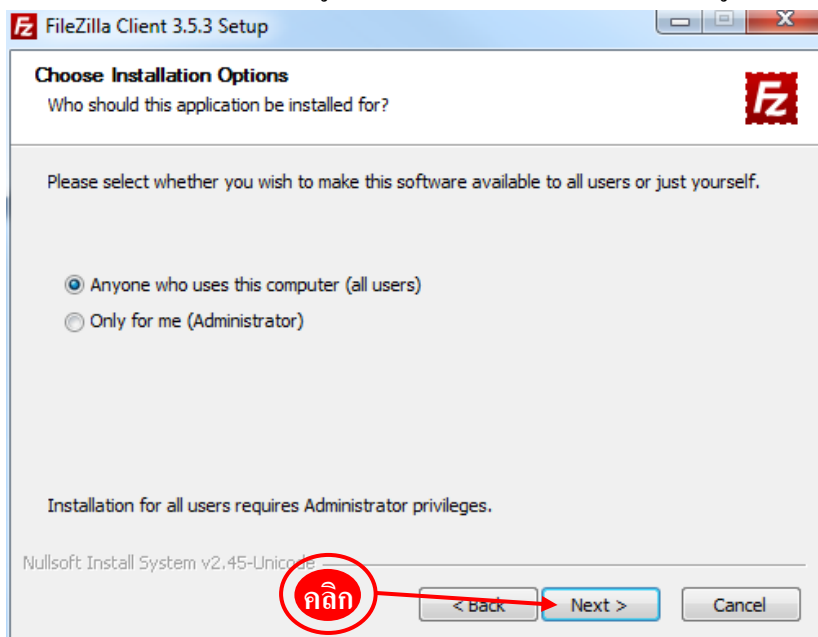 FileZilla Client 3.5.3 Setup
Choose Installation Options
Who should this application be installed for?
Fz
Please select whether you wish to make this software available to all users or just yourself.
Anyone who uses this computer (all users)
Only for me (Administrator)
Installation for all users requires Administrator privileges.
Nullsoft Install System v2.45-Unicode
คลิก
< Back Next > Cancel